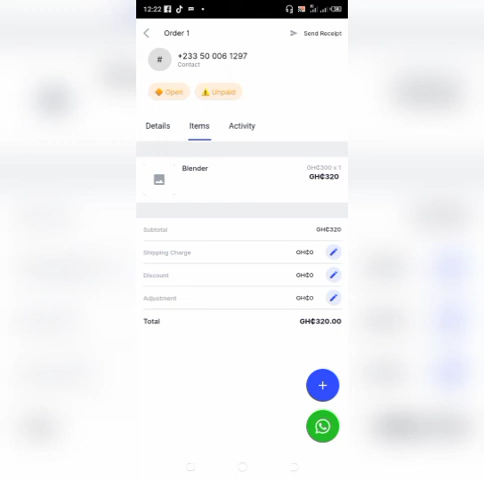 12:22
Order 1
Send Receipt
#
+233 50 006 1297
Contact
Open
Unpaid
Details
Items
Activity
Blender
GH₵300 x 1
GH₵320
Subtotal
GH₵320
Shipping Charge
GH₵0
Discount
GH₵0
Adjustment
GH₵0
Total
GH₵320.00
+